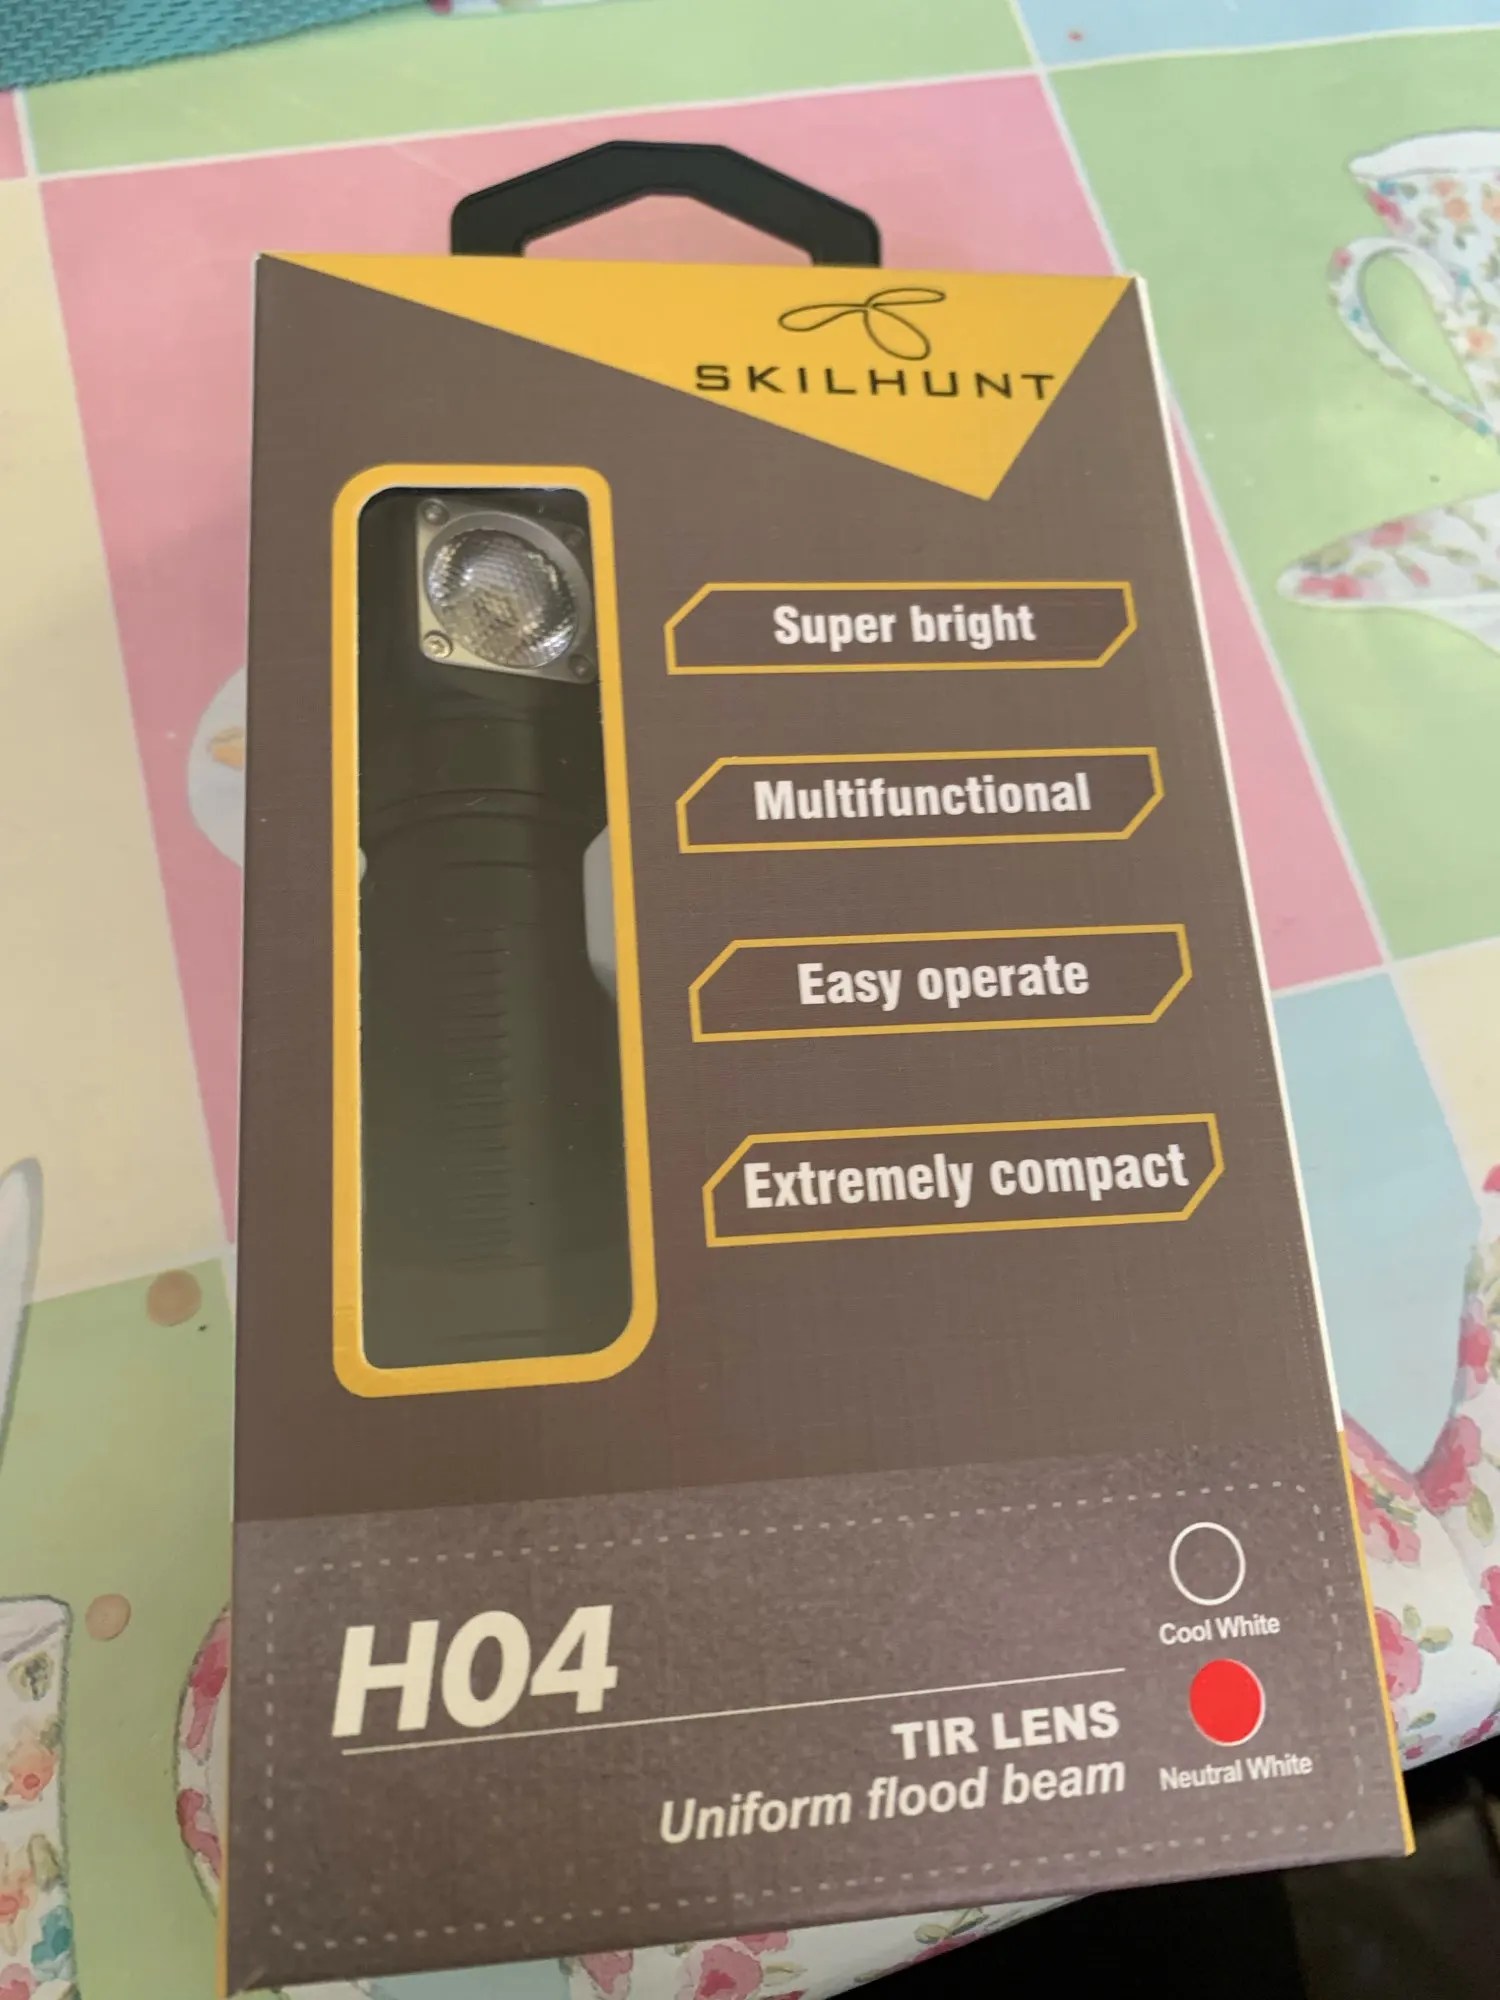 SKILHUNT
Super bright
Multifunctional
Easy operate
Extremely compact
H04
TIR LENS
Uniform flood beam
Cool White
Neutral White